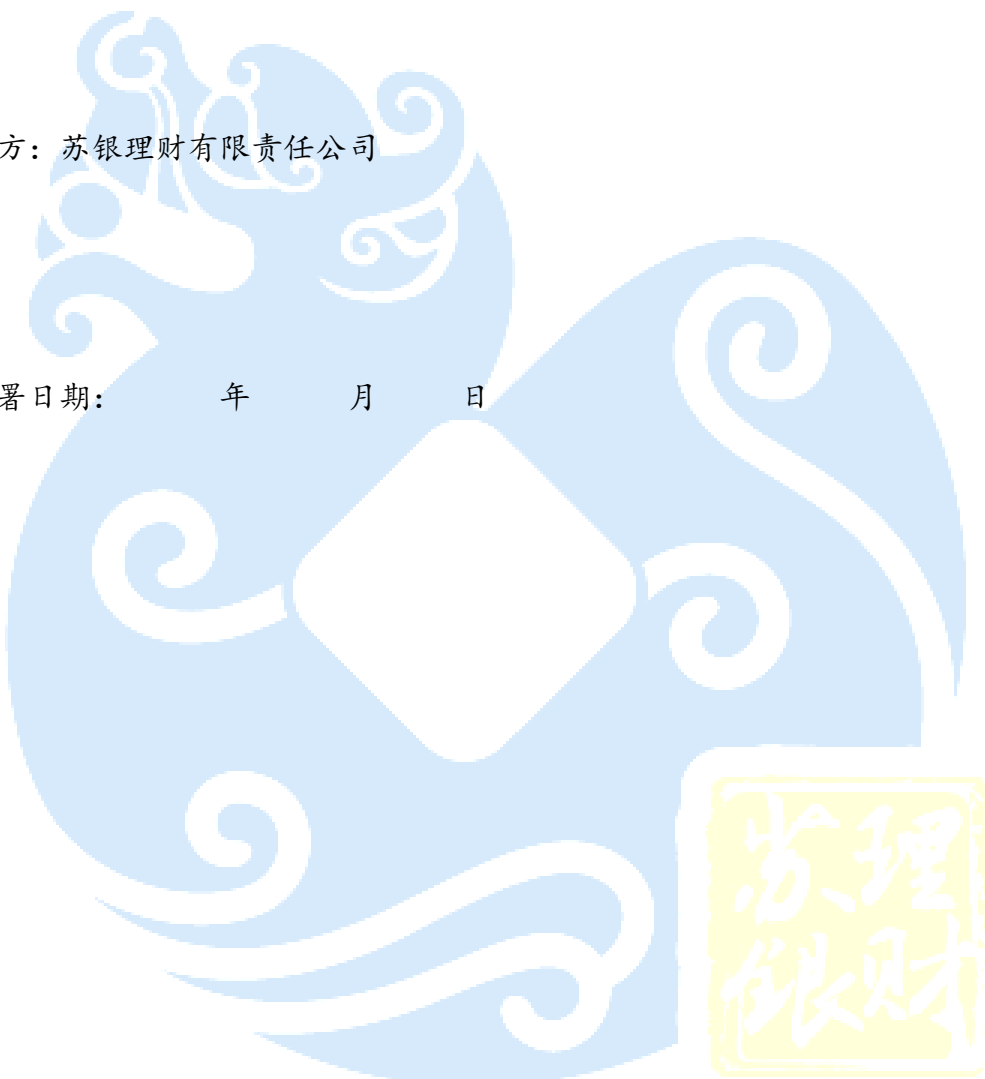 方：苏银理财有限责任公司
署日期：　　　年　　　月　　　日
苏理
银财